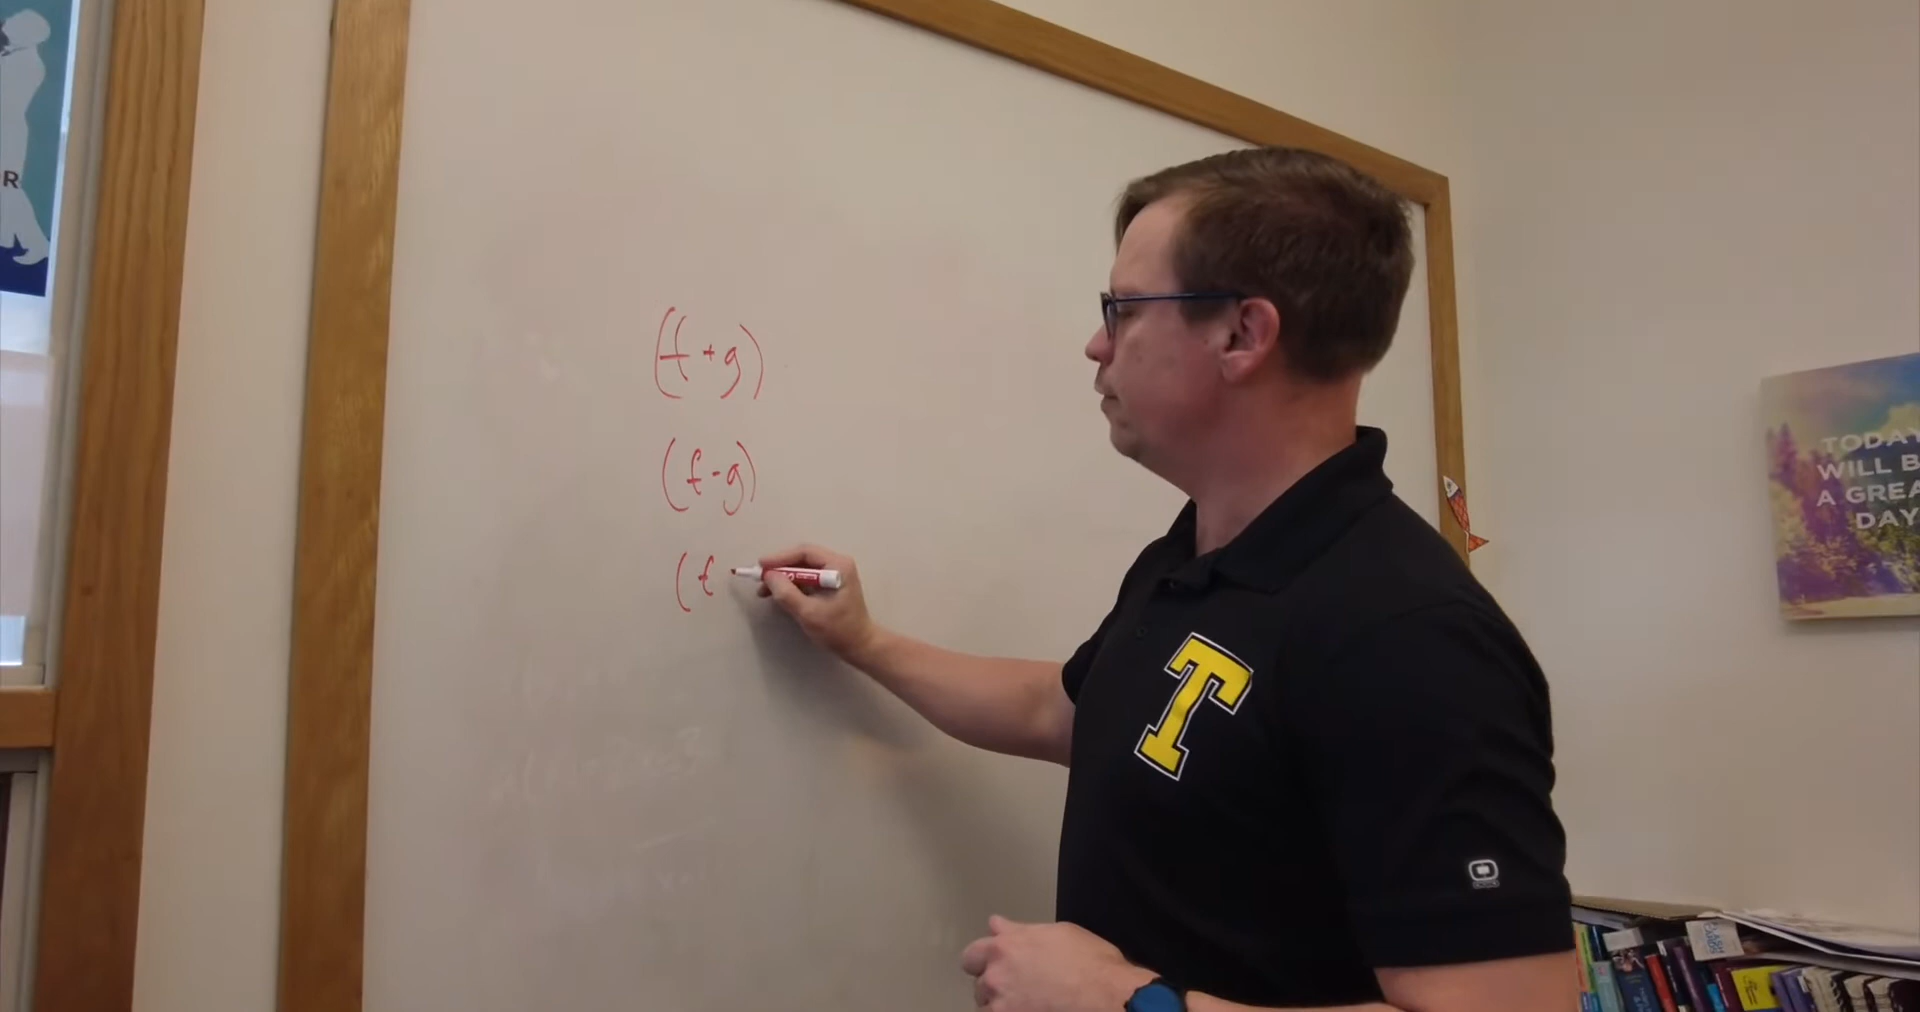 R
(f + g)
(f - g)
(f
T
TODAY
WILL B
A GREA
DAY